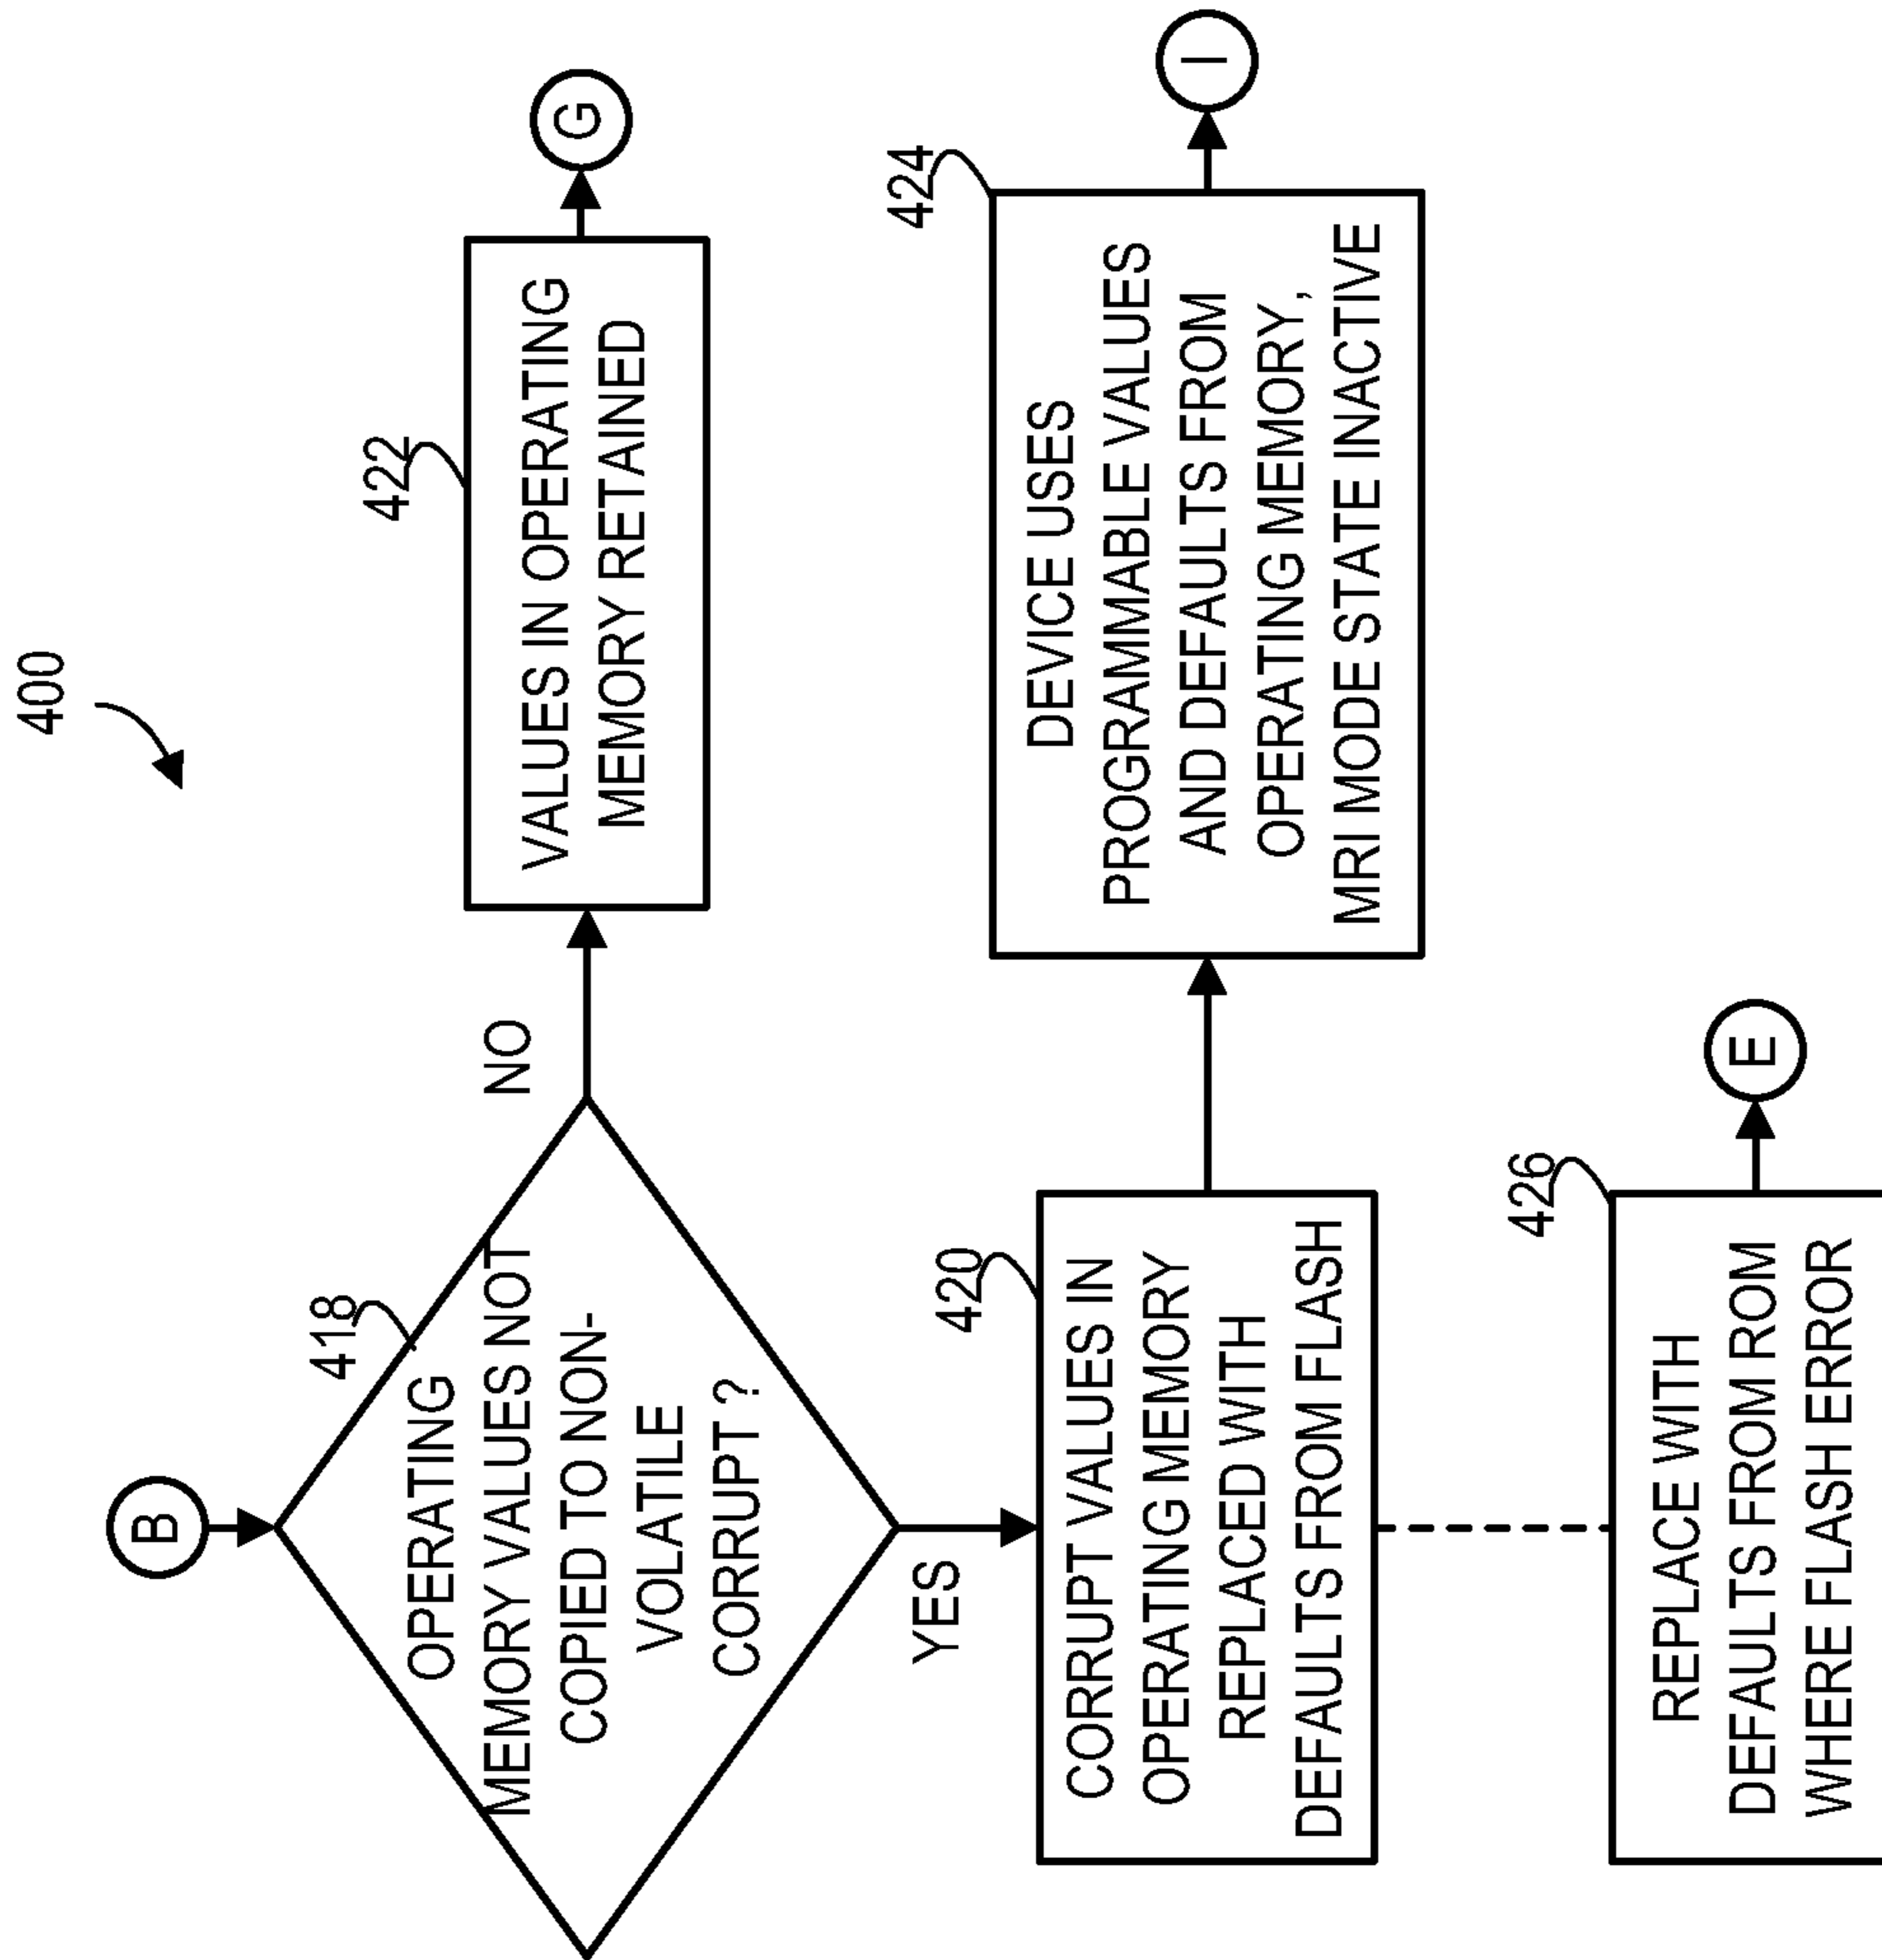 400
B
418
OPERATING
MEMORY VALUES NOT
COPIED TO NON-
VOLATILE
CORRUPT ?
NO
422
VALUES IN OPERATING
MEMORY RETAINED
G
YES
420
CORRUPT VALUES IN
OPERATING MEMORY
REPLACED WITH
DEFAULTS FROM FLASH
424
DEVICE USES
PROGRAMMABLE VALUES
AND DEFAULTS FROM
OPERATING MEMORY,
MRI MODE STATE INACTIVE
I
426
REPLACE WITH
DEFAULTS FROM ROM
WHERE FLASH ERROR
E